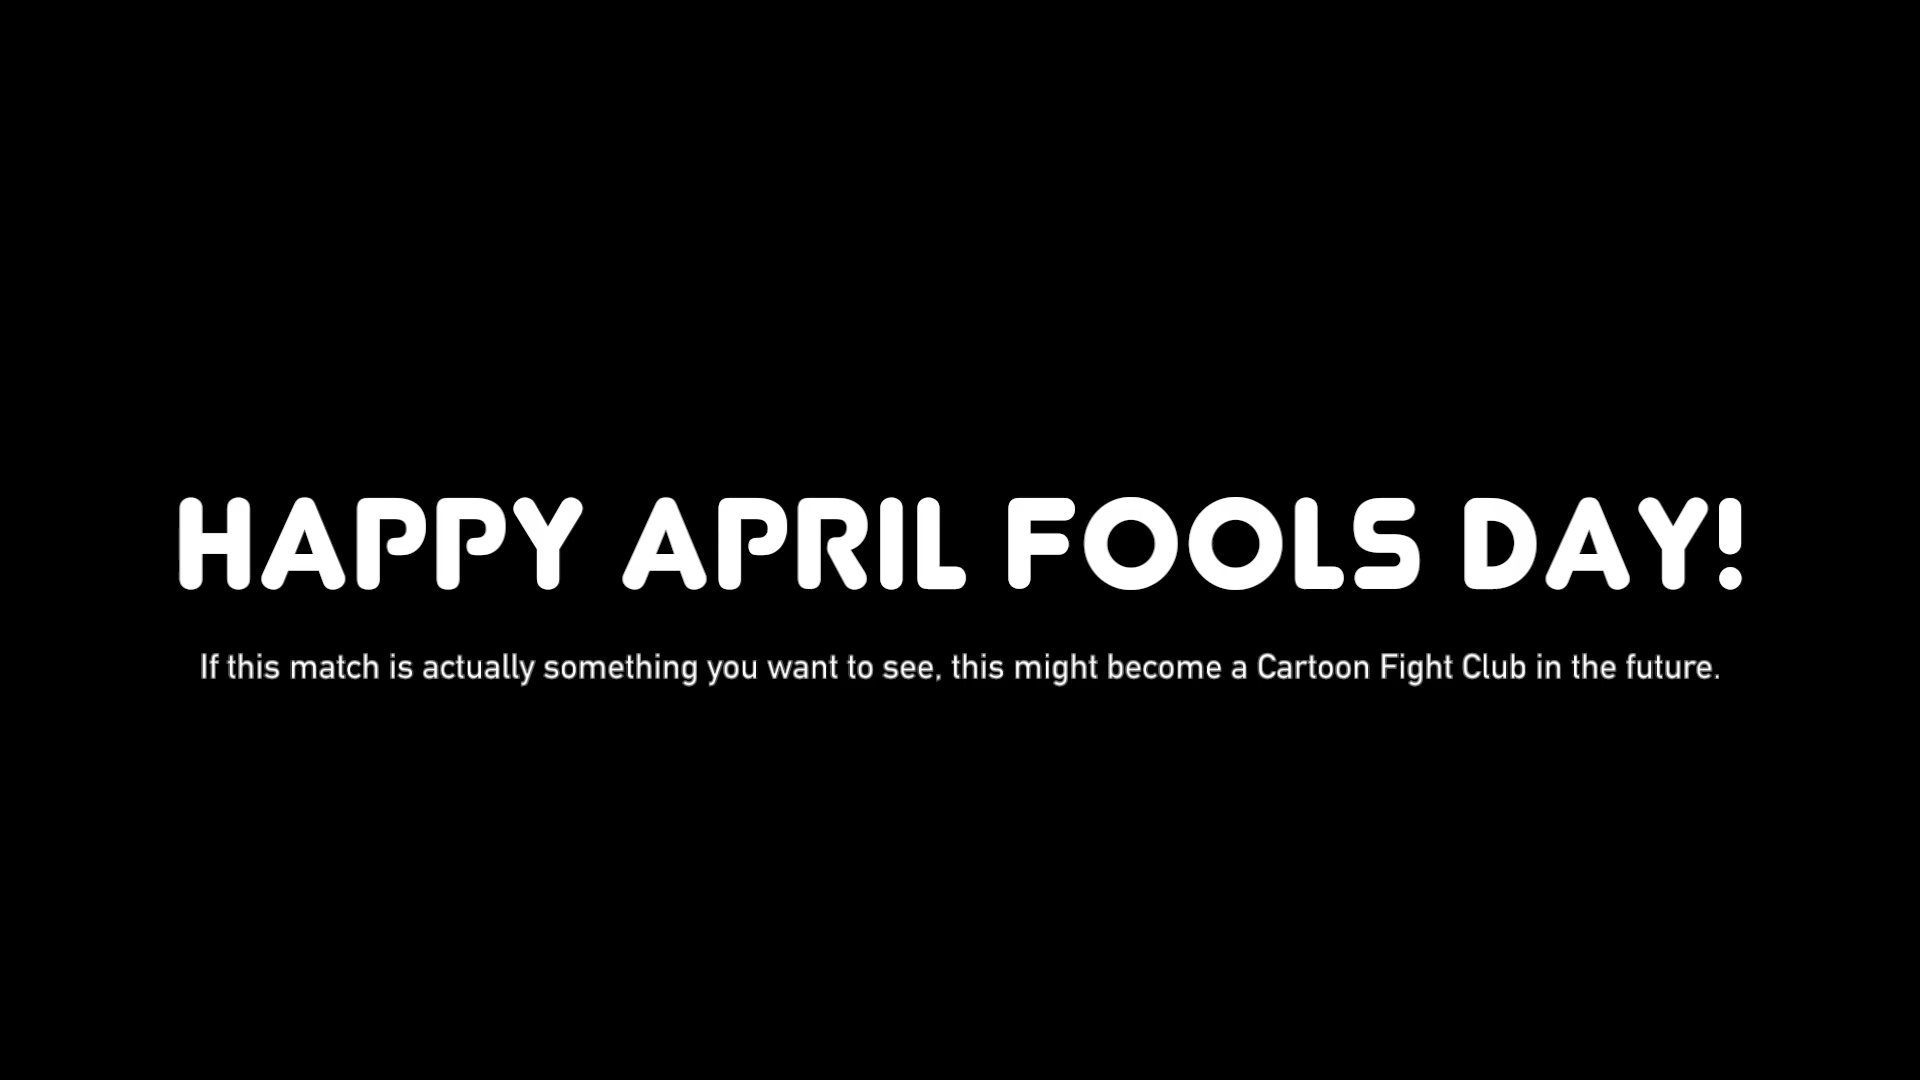 HAPPY APRIL FOOLS DAY!
If this match is actually something you want to see, this might become a Cartoon Fight Club in the future.